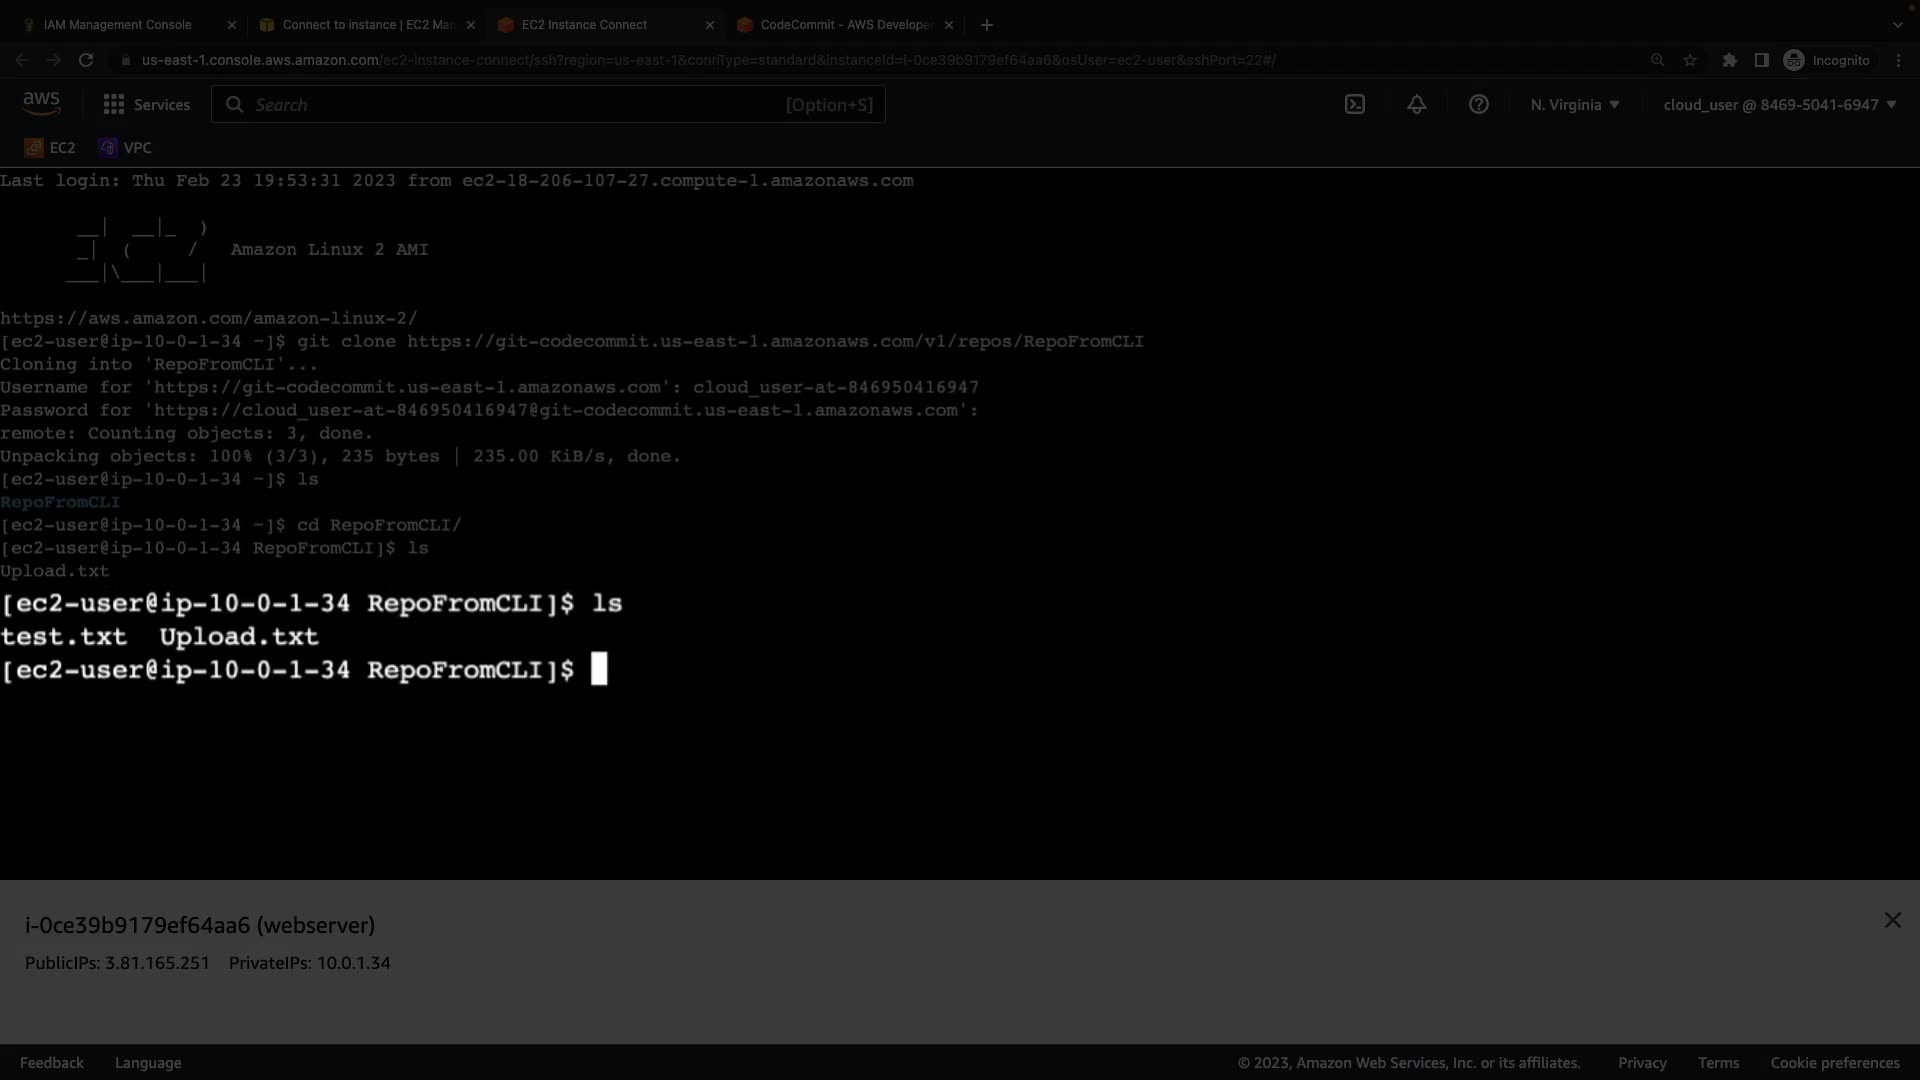 IAM Management Console
Connect to instance | EC2 Man
EC2 Instance Connect
CodeCommit - AWS Develope
us-east-1.console.aws.amazon.com/ec2-instance-connect/ssh?region=us-east-1&connType=standard&instanceId=i-0ce39b9179ef64aa6&osUser=ec2-user&sshPort=22#/
Incognito
aws
Services
Search
[Option+S]
N. Virginia
cloud_user @ 8469-5041-6947
EC2
VPC
Last login: Thu Feb 23 19:53:31 2023 from ec2-18-206-107-27.compute-1.amazonaws.com
__|  __|_  )
_|  (     /   Amazon Linux 2 AMI
___|\___|___|
https://aws.amazon.com/amazon-linux-2/
[ec2-user@ip-10-0-1-34 ~]$ git clone https://git-codecommit.us-east-1.amazonaws.com/v1/repos/RepoFromCLI
Cloning into 'RepoFromCLI'...
Username for 'https://git-codecommit.us-east-1.amazonaws.com': cloud_user-at-846950416947
Password for 'https://cloud_user-at-846950416947@git-codecommit.us-east-1.amazonaws.com':
remote: Counting objects: 3, done.
Unpacking objects: 100% (3/3), 235 bytes | 235.00 KiB/s, done.
[ec2-user@ip-10-0-1-34 ~]$ ls
RepoFromCLI
[ec2-user@ip-10-0-1-34 ~]$ cd RepoFromCLI/
[ec2-user@ip-10-0-1-34 RepoFromCLI]$ ls
Upload.txt
[ec2-user@ip-10-0-1-34 RepoFromCLI]$ ls
test.txt  Upload.txt
[ec2-user@ip-10-0-1-34 RepoFromCLI]$
i-0ce39b9179ef64aa6 (webserver)
PublicIPs: 3.81.165.251 PrivateIPs: 10.0.1.34
Feedback
Language
© 2023, Amazon Web Services, Inc. or its affiliates.
Privacy
Terms
Cookie preferences